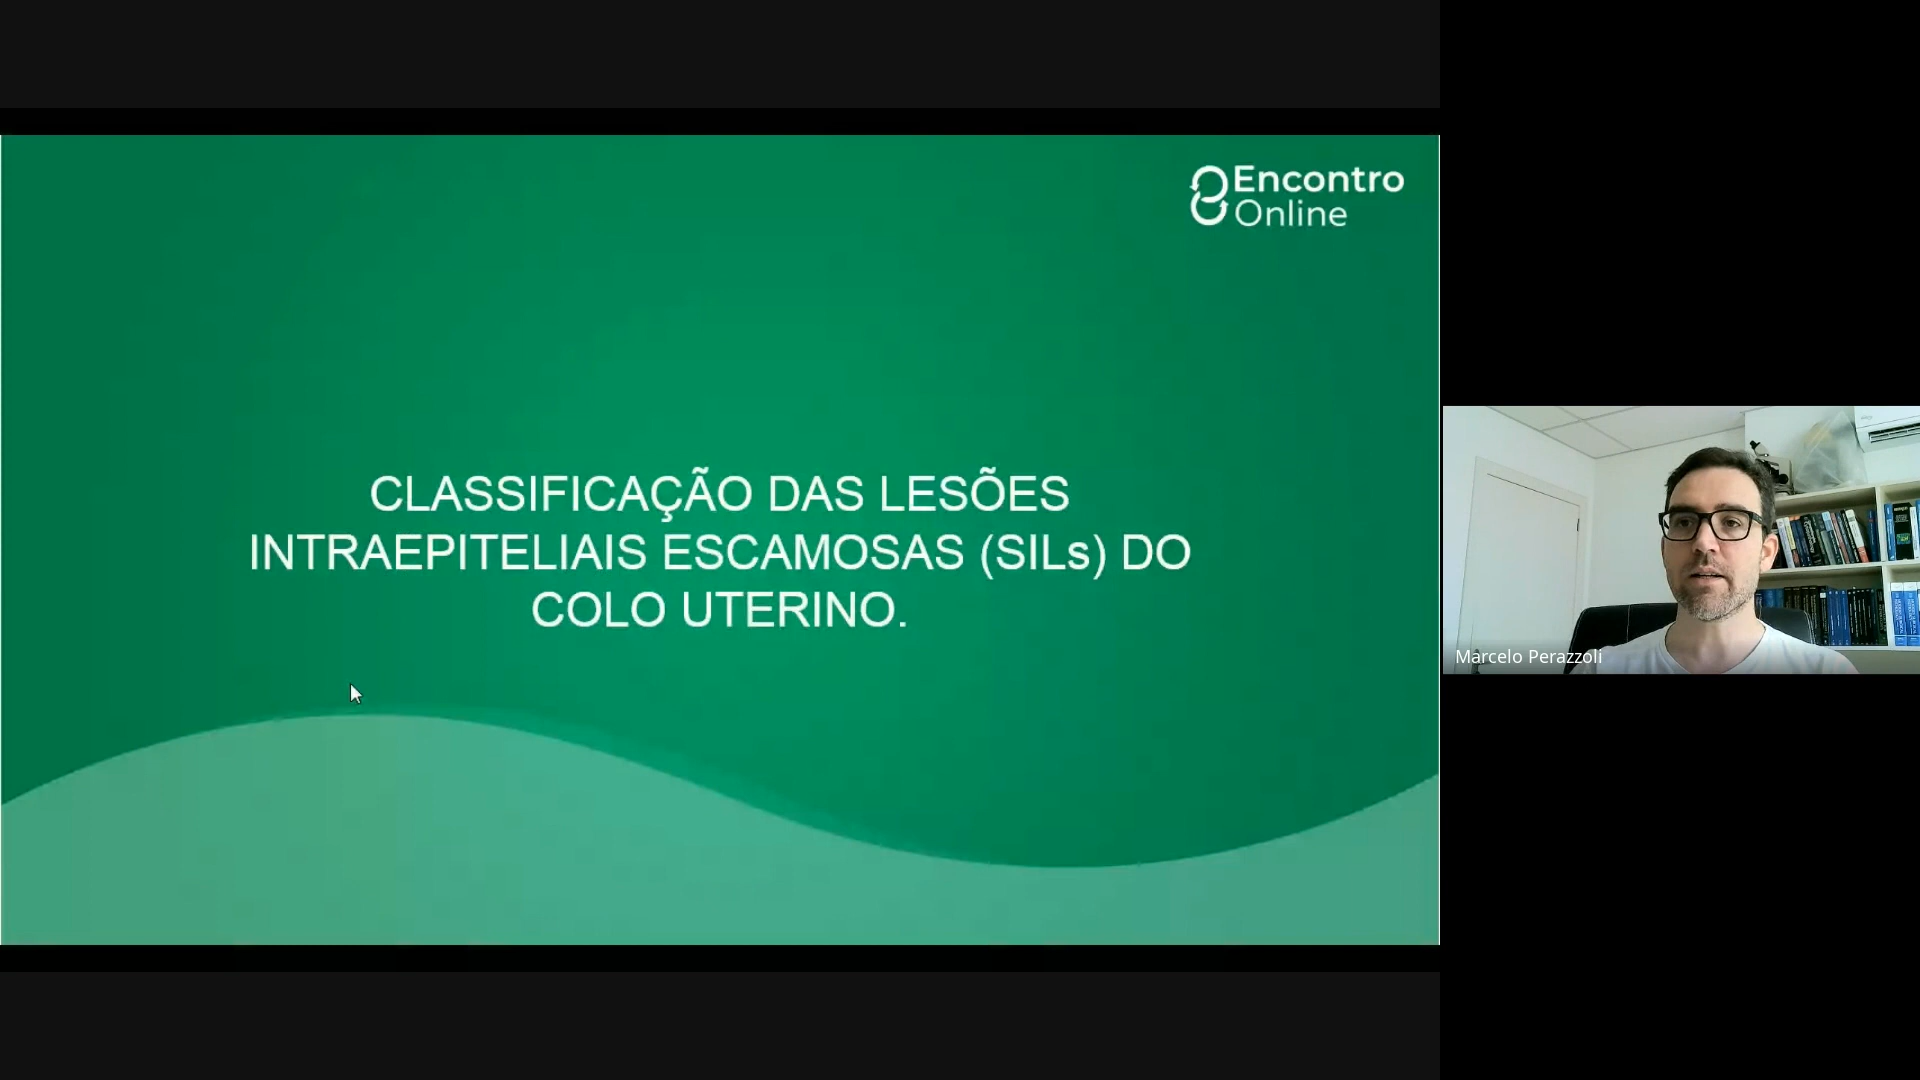 Encontro
Online
CLASSIFICAÇÃO DAS LESÕES
INTRAEPITELIAIS ESCAMOSAS (SILs) DO
COLO UTERINO.
Marcelo Perazzoli